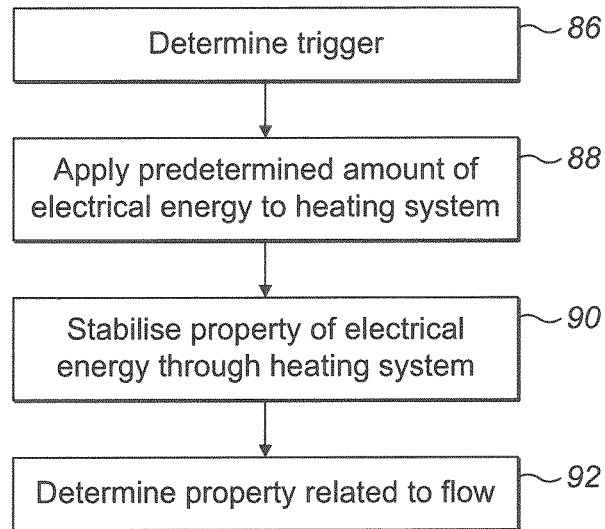 Determine trigger
86
Apply predetermined amount of
electrical energy to heating system
88
Stabilise property of electrical
energy through heating system
90
Determine property related to flow
92